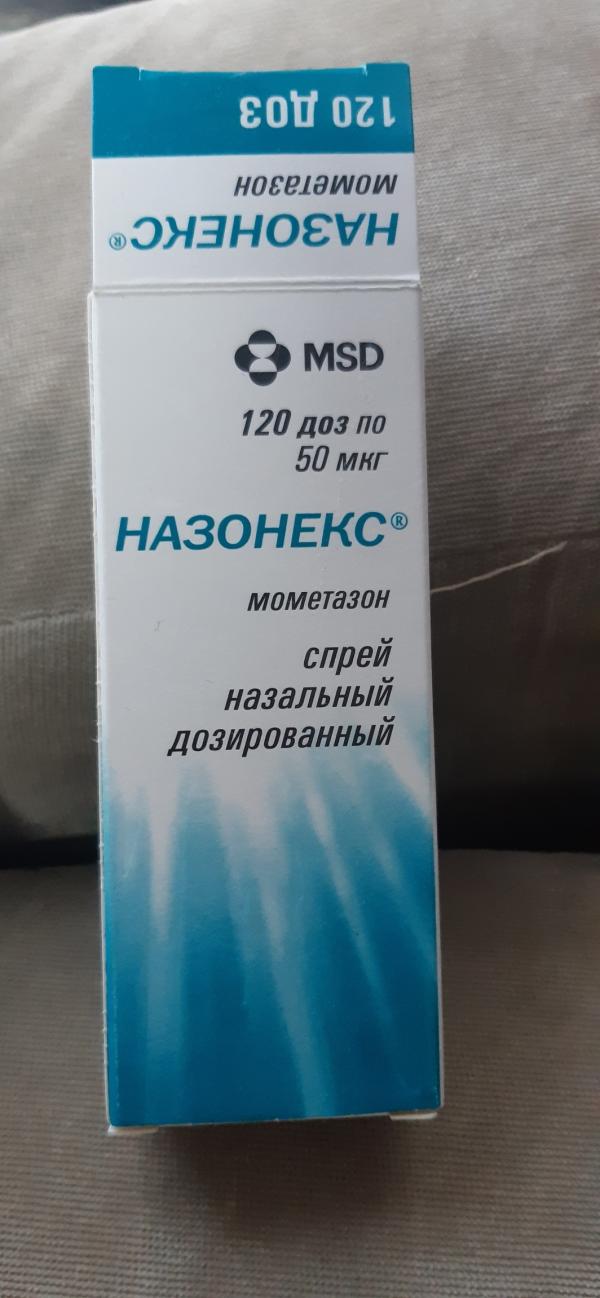 120 доз
мометазон
НАЗОНЕКС®
MSD
120 доз по
50 мкг
НАЗОНЕКС®
мометазон
спрей
назальный
дозированный